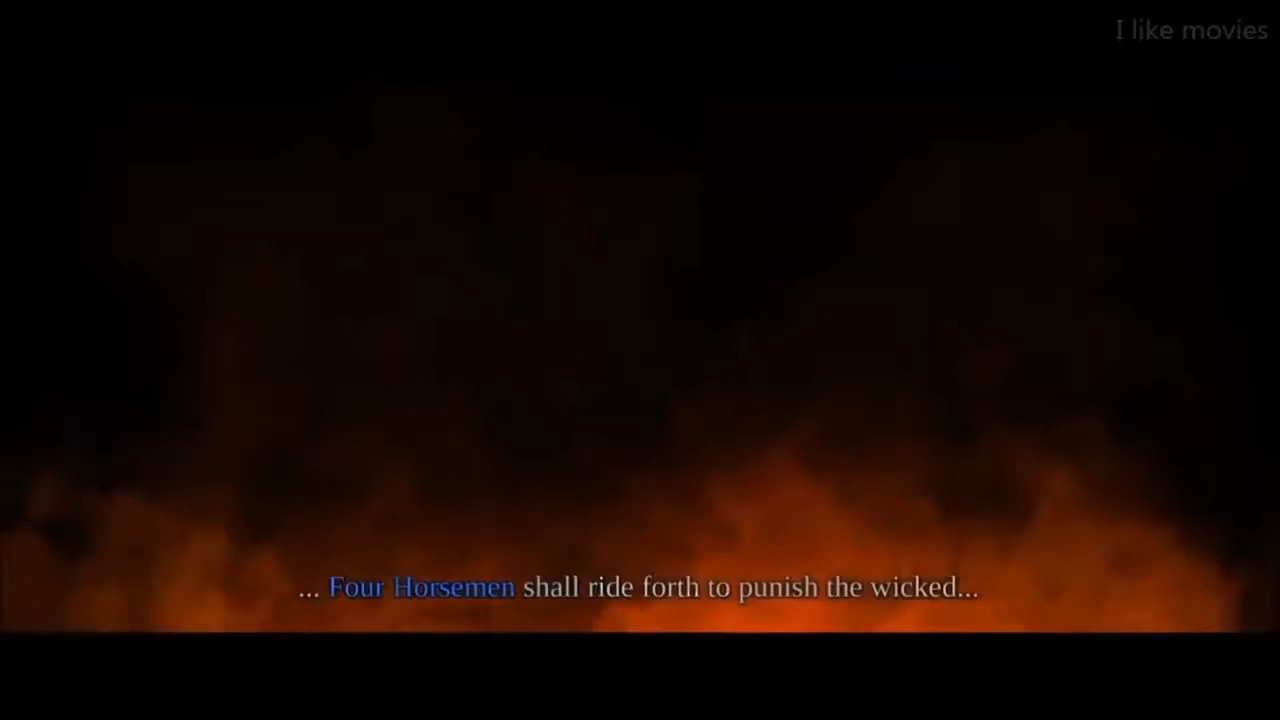 I like movies
... Four Horsemen shall ride forth to punish the wicked...